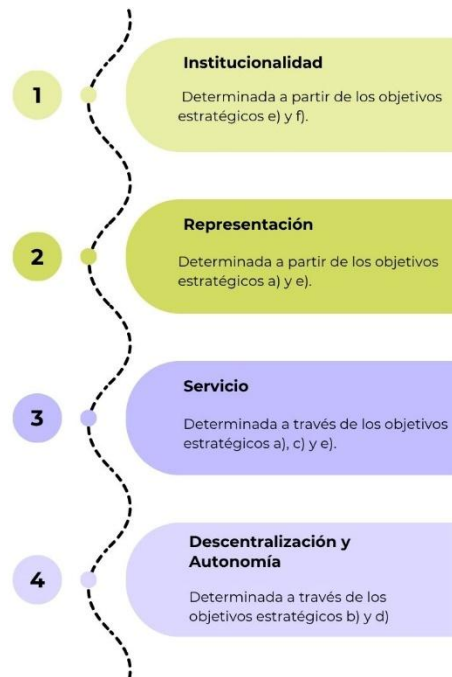 1
Institucionalidad
Determinada a partir de los objetivos
estratégicos e) y f).
2
Representación
Determinada a partir de los objetivos
estratégicos a) y e).
3
Servicio
Determinada a través de los objetivos
estratégicos a), c) y e).
4
Descentralización y
Autonomía
Determinada a través de los
objetivos estratégicos b) y d)